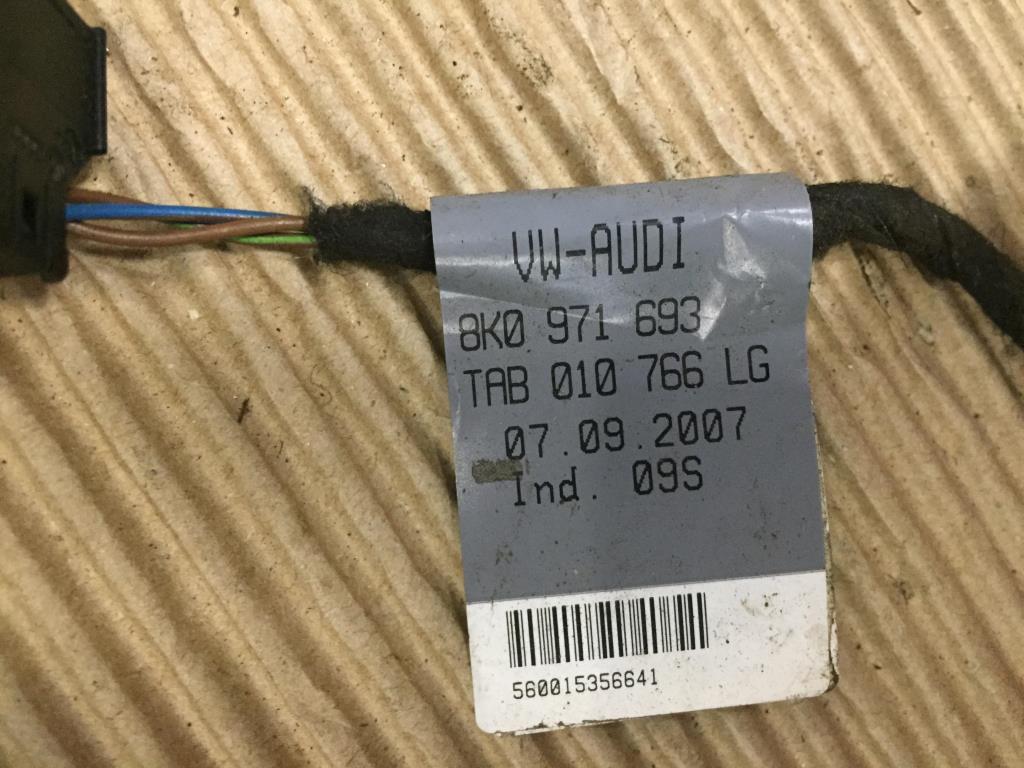 VW-AUDI
8K0 971 693
TAB 010 766 LG
07.09.2007
Ind. 09S
560015356641